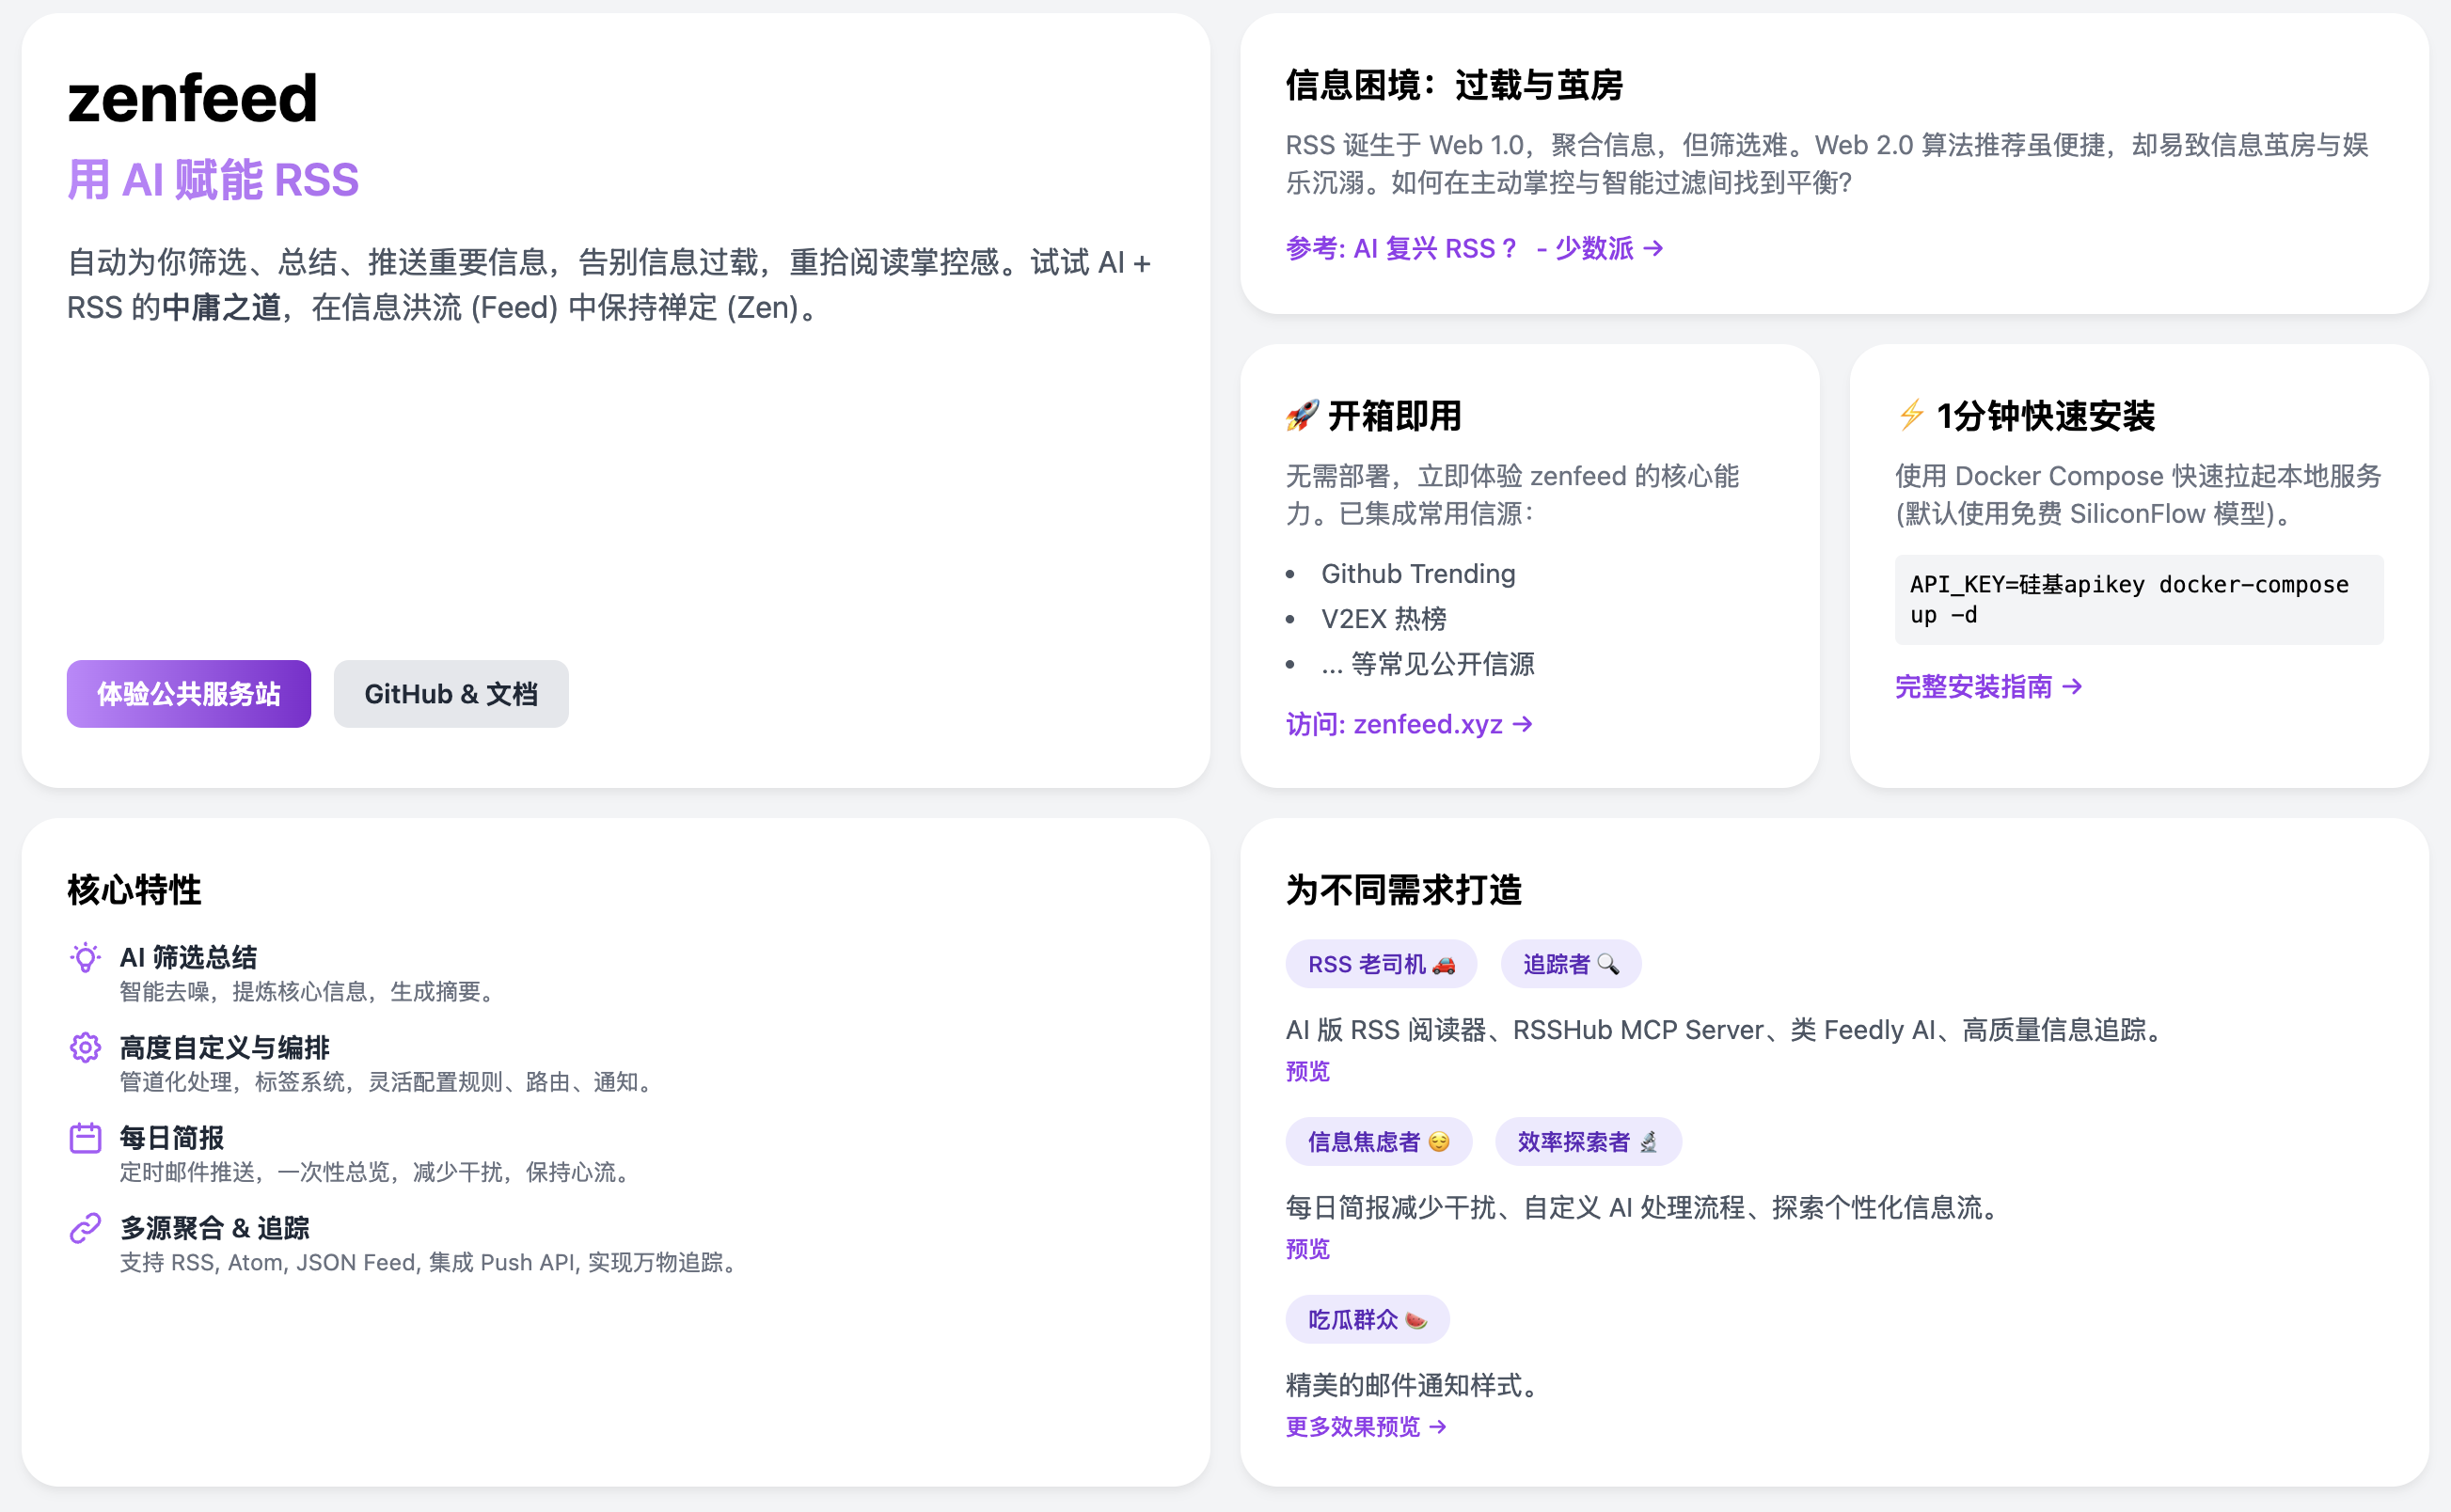 zenfeed
用 AI 赋能 RSS
自动为你筛选、总结、推送重要信息，告别信息过载，重拾阅读掌控感。试试 AI +
RSS 的中庸之道，在信息洪流 (Feed) 中保持禅定 (Zen)。
体验公共服务站
GitHub & 文档
信息困境：过载与茧房
RSS 诞生于 Web 1.0，聚合信息，但筛选难。Web 2.0 算法推荐虽便捷，却易致信息茧房与娱
乐沉溺。如何在主动掌控与智能过滤间找到平衡？
参考: AI 复兴 RSS？ - 少数派 →
🚀 开箱即用
无需部署，立即体验 zenfeed 的核心能
力。已集成常用信源：
• Github Trending
• V2EX 热榜
• ... 等常见公开信源
访问: zenfeed.xyz →
⚡ 1分钟快速安装
使用 Docker Compose 快速拉起本地服务
(默认使用免费 SiliconFlow 模型)。
API_KEY=硅基apikey docker-compose
up -d
完整安装指南 →
核心特性
AI 筛选总结
智能去噪，提炼核心信息，生成摘要。
高度自定义与编排
管道化处理，标签系统，灵活配置规则、路由、通知。
每日简报
定时邮件推送，一次性总览，减少干扰，保持心流。
多源聚合 & 追踪
支持 RSS, Atom, JSON Feed, 集成 Push API, 实现万物追踪。
为不同需求打造
RSS 老司机 🚗
追踪者 🔍
AI 版 RSS 阅读器、RSSHub MCP Server、类 Feedly AI、高质量信息追踪。
预览
信息焦虑者 😌
效率探索者 🔬
每日简报减少干扰、自定义 AI 处理流程、探索个性化信息流。
预览
吃瓜群众 🍉
精美的邮件通知样式。
更多效果预览 →